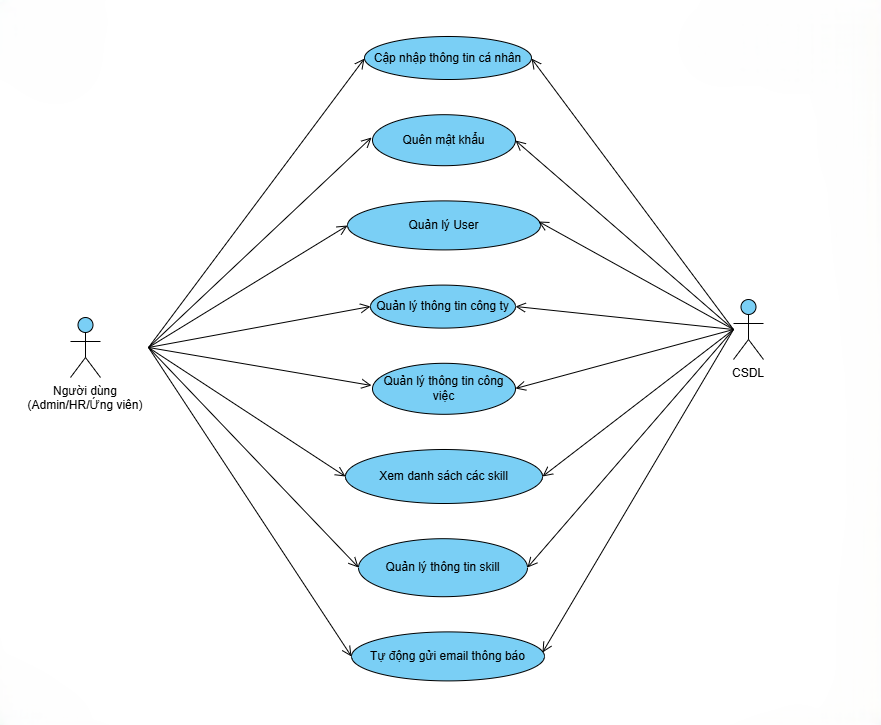 Cập nhập thông tin cá nhân
Quên mật khẩu
Quản lý User
Quản lý thông tin công ty
Quản lý thông tin công
việc
Xem danh sách các skill
Quản lý thông tin skill
Tự động gửi email thông báo
Người dùng
(Admin/HR/Ứng viên)
CSDL